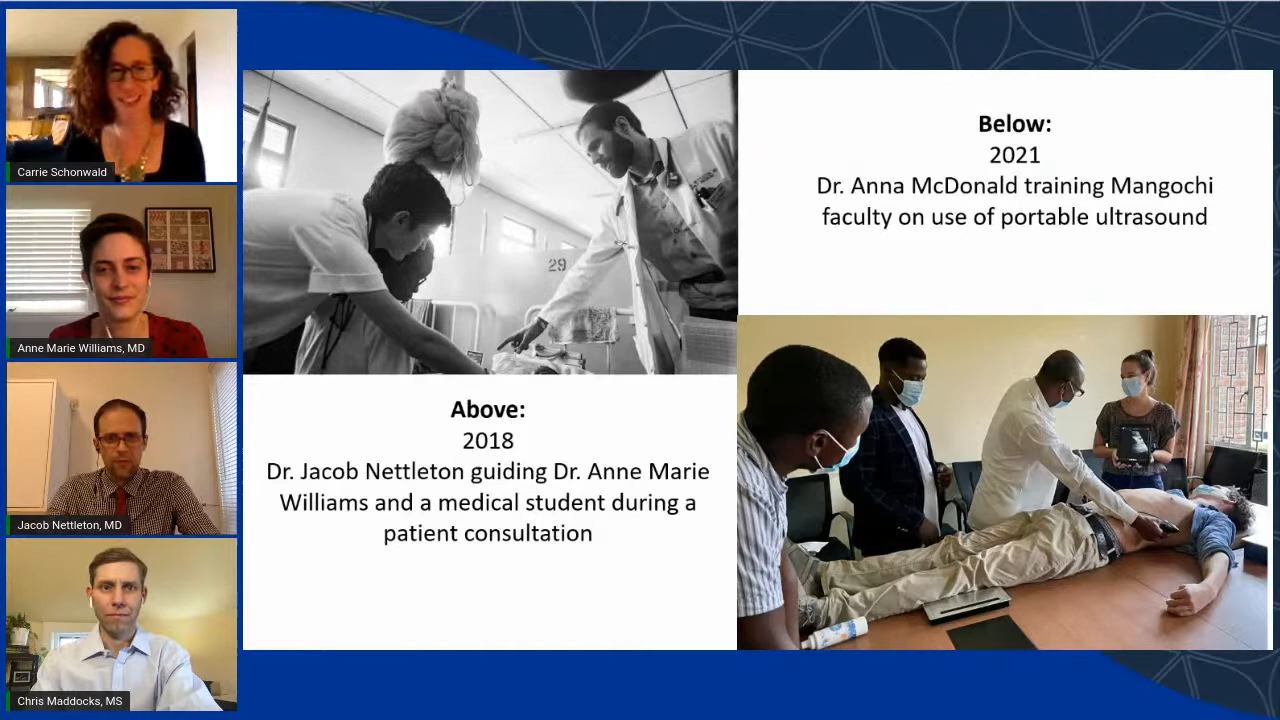 Carrie Schonwald
Anne Marie Williams, MD
Jacob Nettleton, MD
Chris Maddocks, MS
29
Above:
2018
Dr. Jacob Nettleton guiding Dr. Anne Marie
Williams and a medical student during a
patient consultation
Below:
2021
Dr. Anna McDonald training Mangochi
faculty on use of portable ultrasound